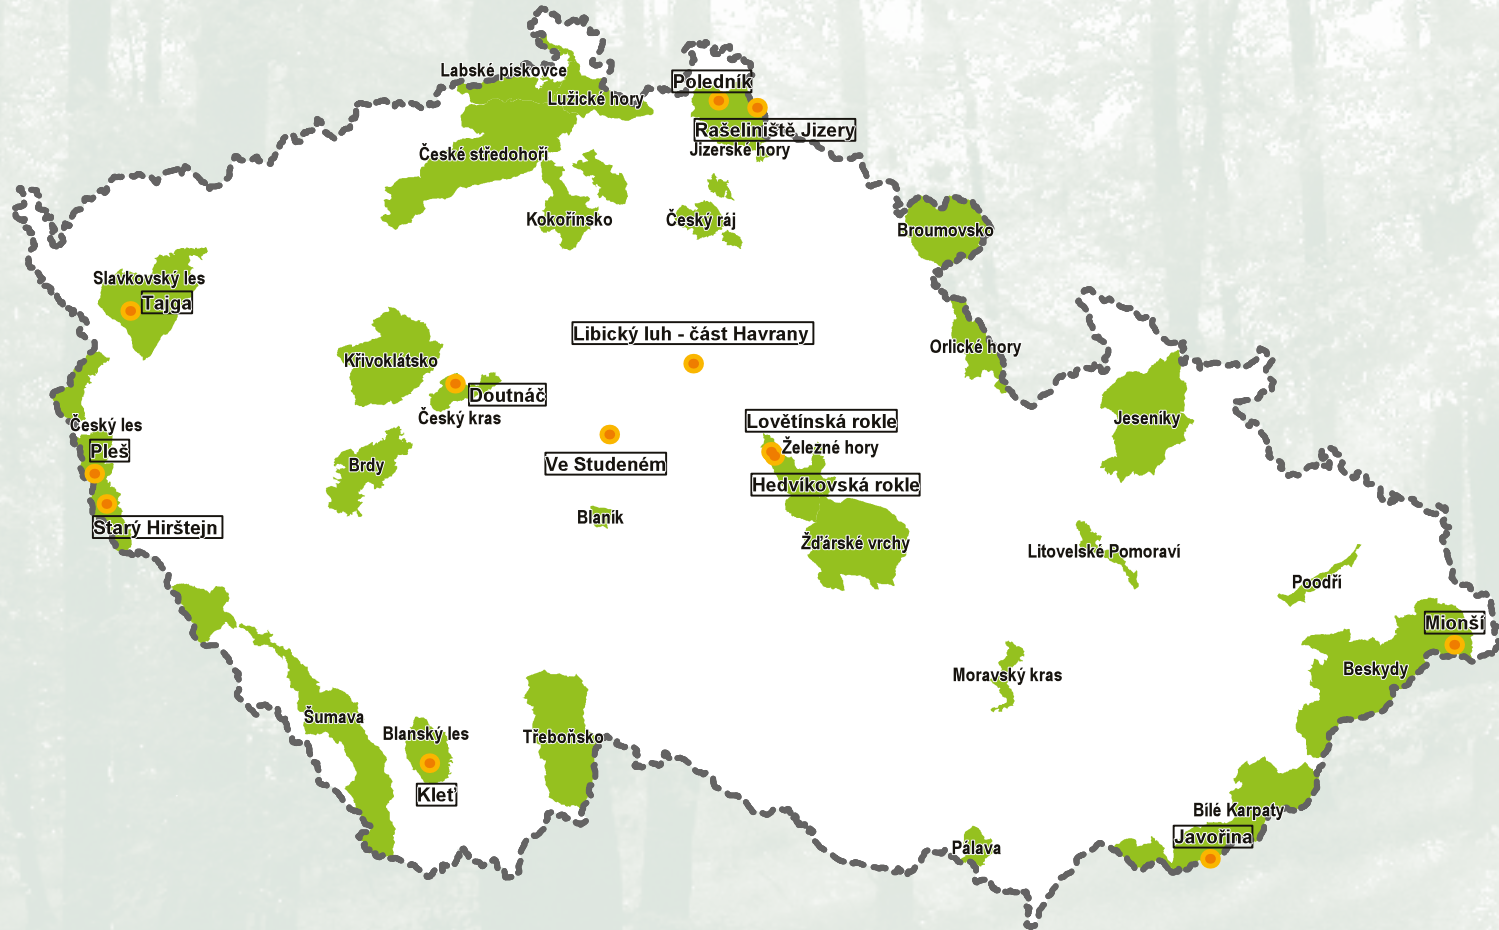 Labské pískovce
Poledník
Lužické hory
Rašeliniště Jizery
Jizerské hory
České středohoří
Kokořínsko
Český ráj
Broumovsko
Slavkovský les
Tajga
Libický luh - část Havrany
Orlické hory
Křivoklátsko
Doutnáč
Český kras
Jeseníky
Český les
Pleš
Lovětínská rokle
Železné hory
Brdy
Ve Studeném
Hedvíkovská rokle
Starý Hirštejn
Blaník
Žďárské vrchy
Litovelské Pomoraví
Poodří
Mionší
Beskydy
Moravský kras
Šumava
Blanský les
Třeboňsko
Kleť
Bílé Karpaty
Javořina
Pálava